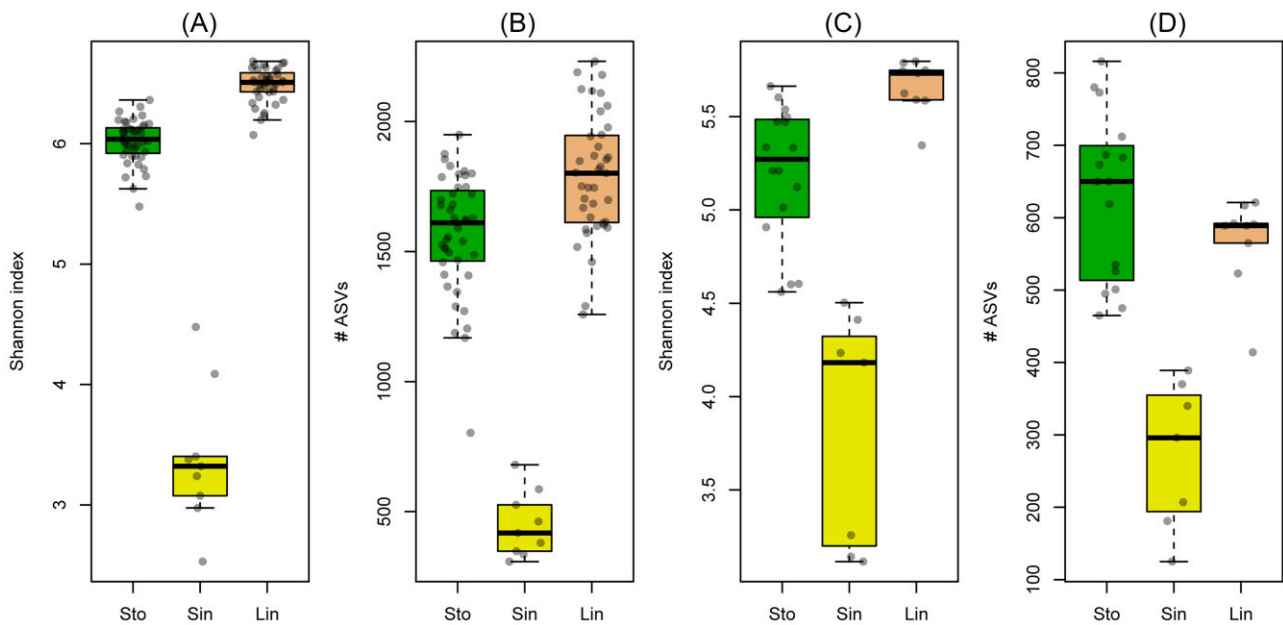 (A)
Shannon index
6
5
4
3
Sto Sin Lin
(B)
# ASVs
2000
1500
1000
500
Sto Sin Lin
(C)
Shannon index
5.5
5.0
4.5
4.0
3.5
Sto Sin Lin
(D)
# ASVs
800
700
600
500
400
300
200
100
Sto Sin Lin